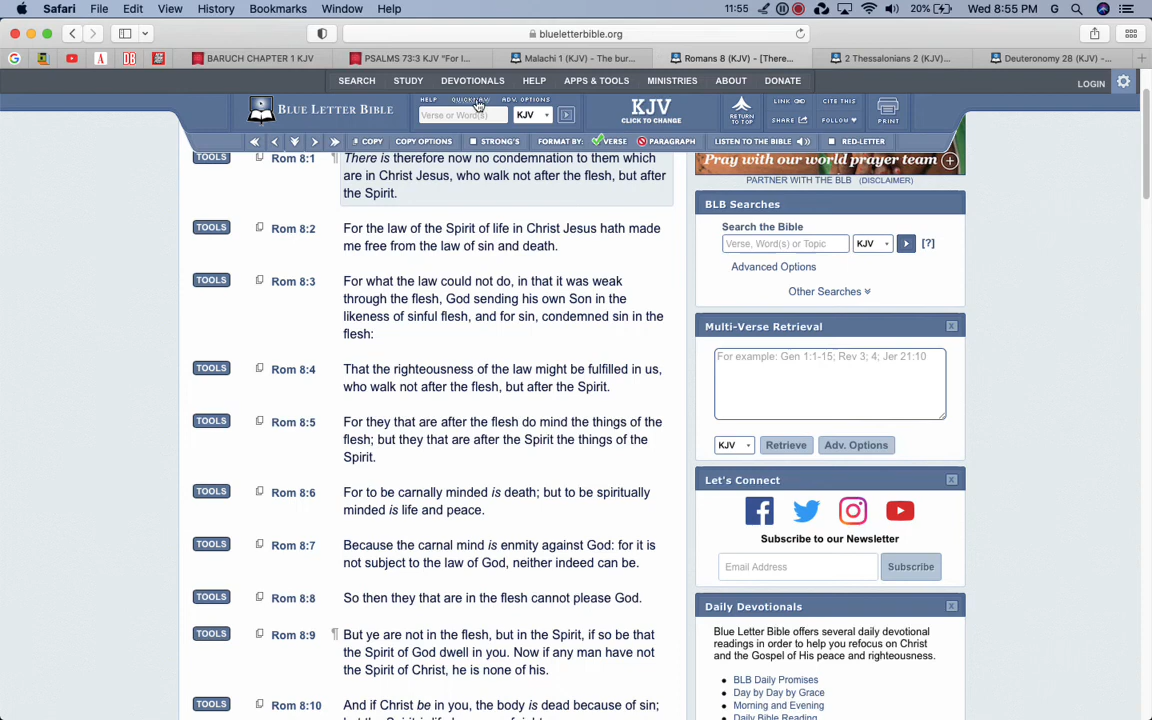 Safari File Edit View History Bookmarks Window Help 11:55 20% Wed 8:55 PM G
blueletterbible.org
BARUCH CHAPTER 1 KJV PSALMS 73:3 KJV "For I... Malachi 1 (KJV) - The bur... Romans 8 (KJV) - [There... 2 Thessalonians 2 (KJV)... Deuteronomy 28 (KJV) -...
SEARCH STUDY DEVOTIONALS HELP APPS & TOOLS MINISTRIES ABOUT DONATE LOGIN
HELP QUICKNAV ADV. OPTIONS
BLUE LETTER BIBLE
Verse or Word(s) KJV
KJV
CLICK TO CHANGE
RETURN
TO TOP
LINK
SHARE
CITE THIS
FOLLOW
PRINT
COPY COPY OPTIONS STRONG'S FORMAT BY: VERSE PARAGRAPH LISTEN TO THE BIBLE RED-LETTER
TOOLS Rom 8:1 ¶ There is therefore now no condemnation to them which
are in Christ Jesus, who walk not after the flesh, but after
the Spirit.
TOOLS Rom 8:2 For the law of the Spirit of life in Christ Jesus hath made
me free from the law of sin and death.
TOOLS Rom 8:3 For what the law could not do, in that it was weak
through the flesh, God sending his own Son in the
likeness of sinful flesh, and for sin, condemned sin in the
flesh:
TOOLS Rom 8:4 That the righteousness of the law might be fulfilled in us,
who walk not after the flesh, but after the Spirit.
TOOLS Rom 8:5 For they that are after the flesh do mind the things of the
flesh; but they that are after the Spirit the things of the
Spirit.
TOOLS Rom 8:6 For to be carnally minded is death; but to be spiritually
minded is life and peace.
TOOLS Rom 8:7 Because the carnal mind is enmity against God: for it is
not subject to the law of God, neither indeed can be.
TOOLS Rom 8:8 So then they that are in the flesh cannot please God.
TOOLS Rom 8:9 ¶ But ye are not in the flesh, but in the Spirit, if so be that
the Spirit of God dwell in you. Now if any man have not
the Spirit of Christ, he is none of his.
TOOLS Rom 8:10 And if Christ be in you, the body is dead because of sin;
Pray with our world prayer team
PARTNER WITH THE BLB (DISCLAIMER)
BLB Searches
Search the Bible
Verse, Word(s) or Topic KJV [?]
Advanced Options
Other Searches
Multi-Verse Retrieval X
For example: Gen 1:1-15; Rev 3; 4; Jer 21:10
KJV Retrieve Adv. Options
Let's Connect X
Subscribe to our Newsletter
Email Address Subscribe
Daily Devotionals X
Blue Letter Bible offers several daily devotional
readings in order to help you refocus on Christ
and the Gospel of His peace and righteousness.
BLB Daily Promises
Day by Day by Grace
Morning and Evening
Daily Bible Reading